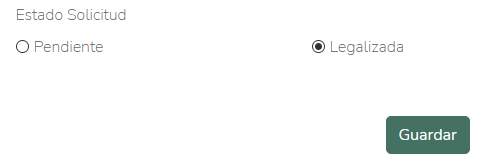 Estado Solicitud
Pendiente Legalizada
Guardar